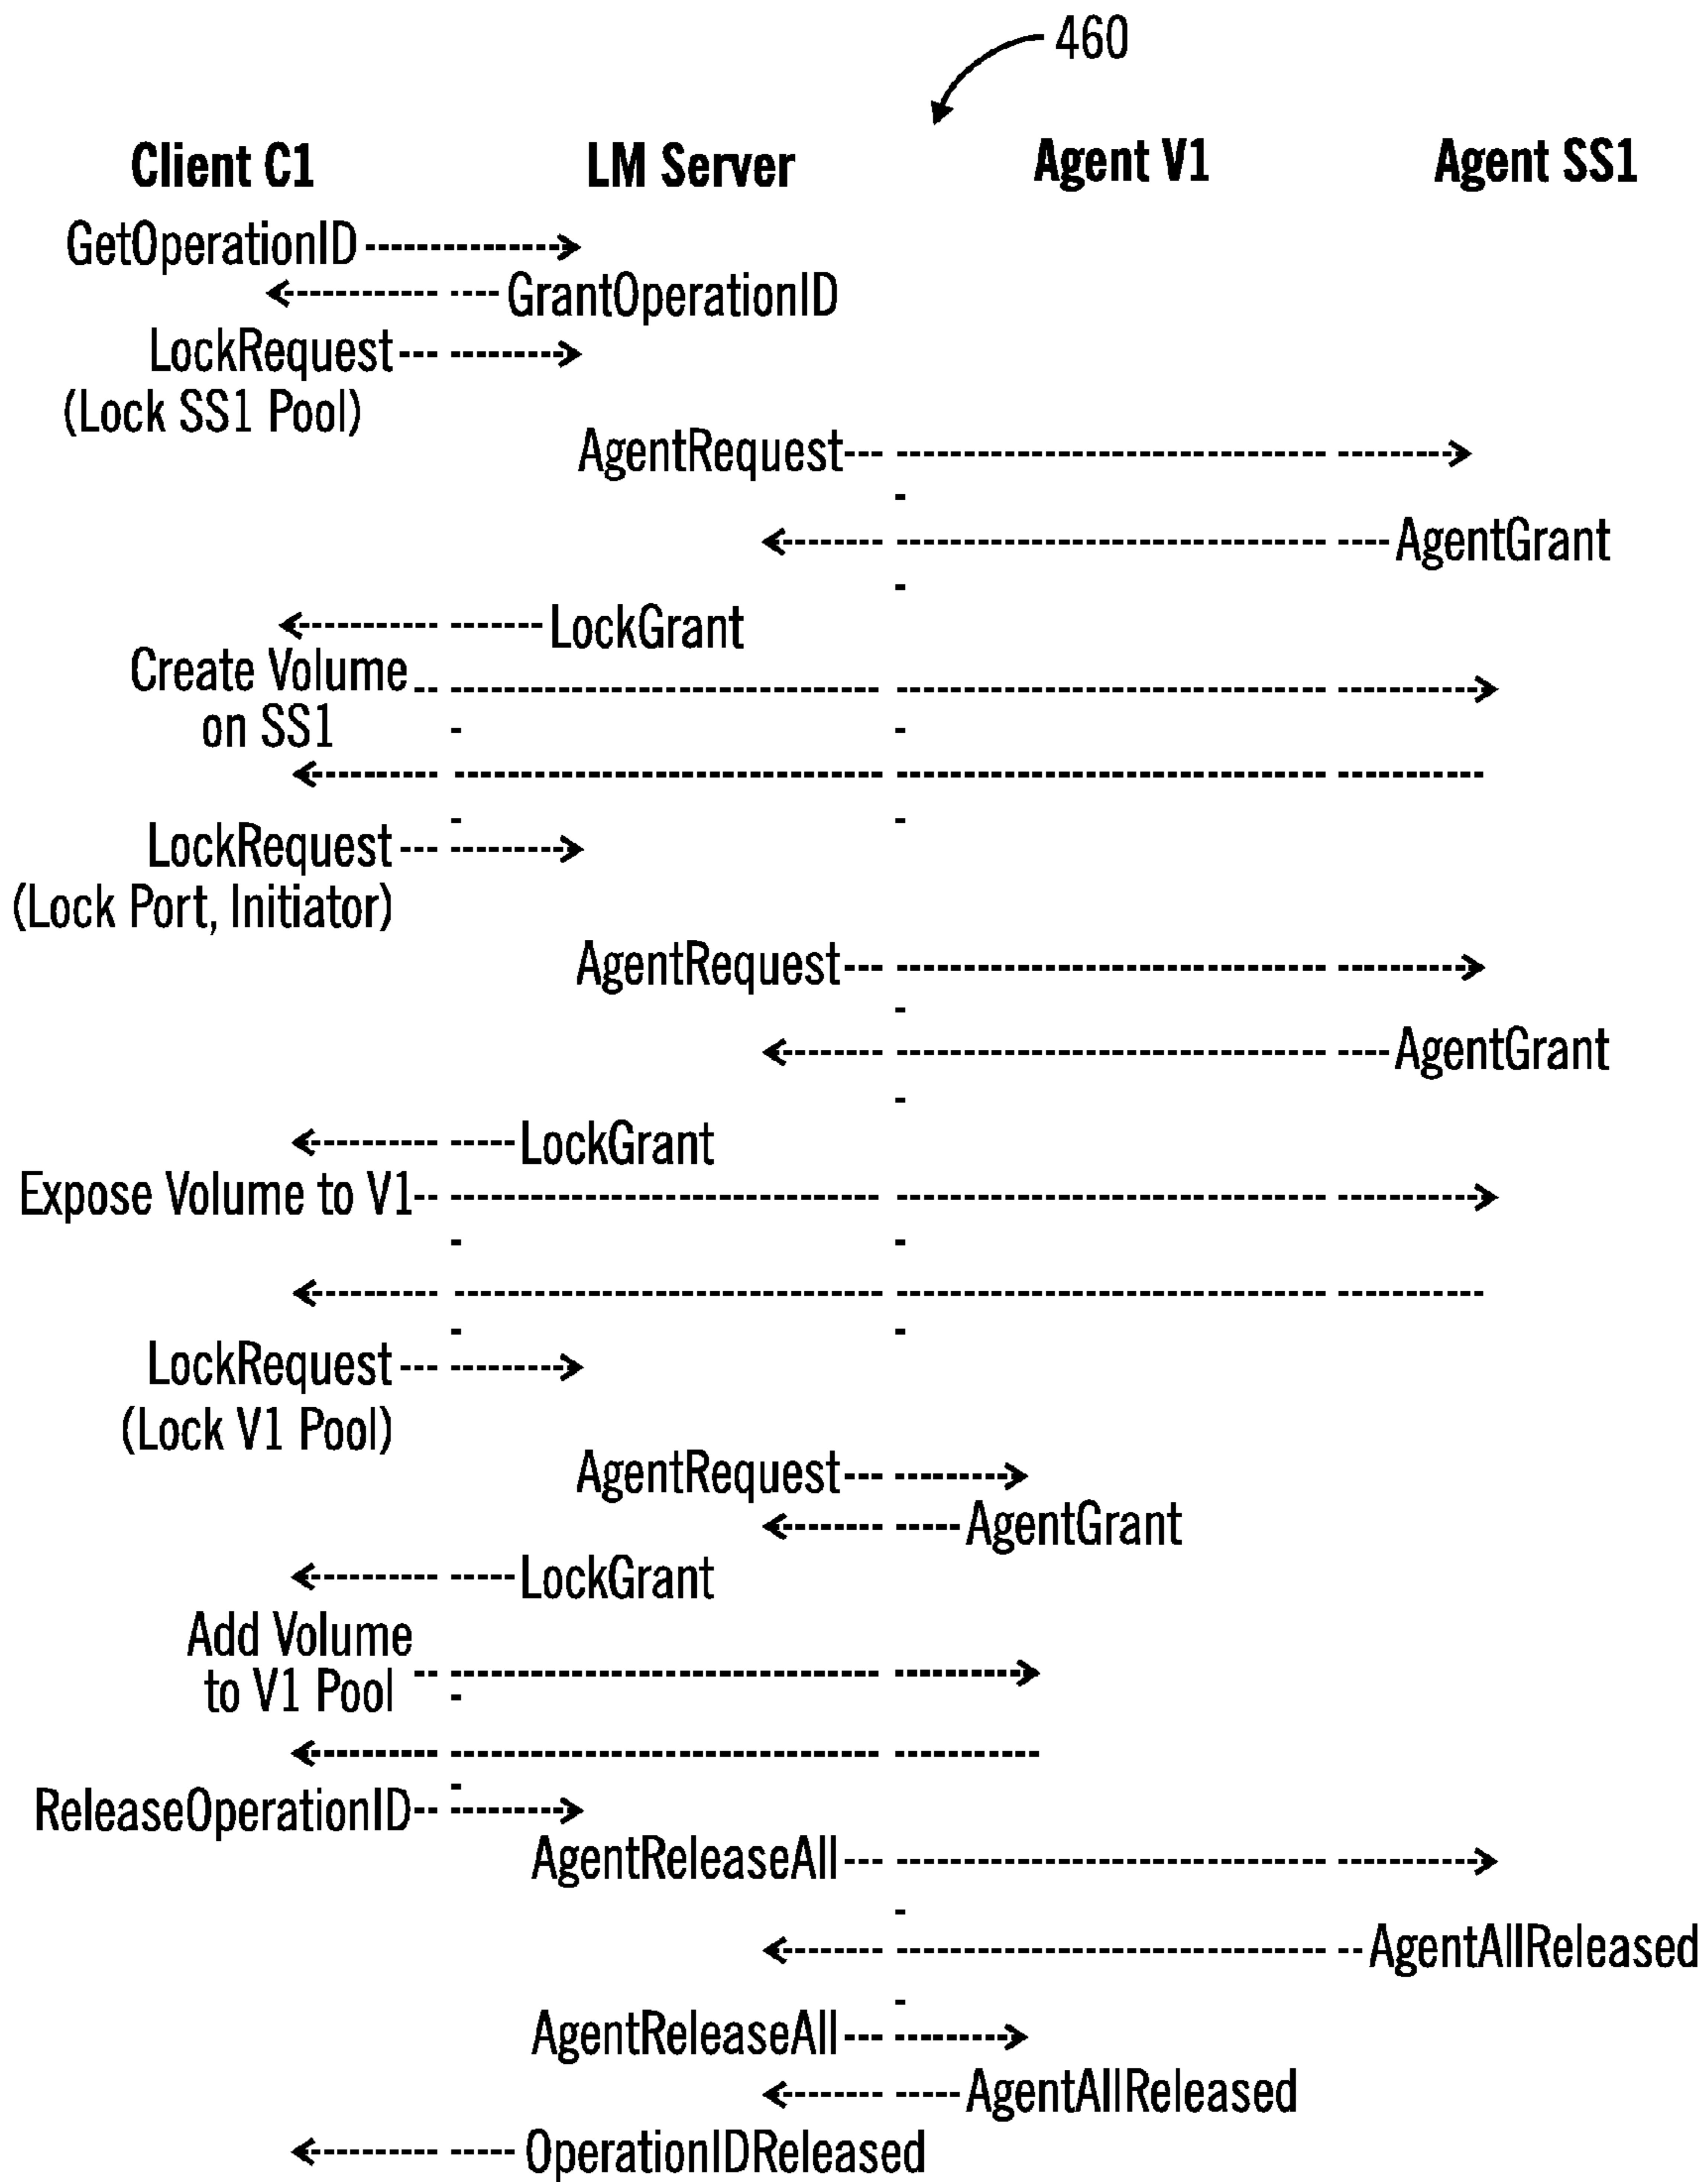 460
Client C1 LM Server Agent V1 Agent SS1
GetOperationID
GrantOperationID
LockRequest
(Lock SS1 Pool)
AgentRequest
AgentGrant
LockGrant
Create Volume
on SS1
LockRequest
(Lock Port, Initiator)
AgentRequest
AgentGrant
LockGrant
Expose Volume to V1
LockRequest
(Lock V1 Pool)
AgentRequest
AgentGrant
LockGrant
Add Volume
to V1 Pool
ReleaseOperationID
AgentReleaseAll
AgentAllReleased
AgentReleaseAll
AgentAllReleased
OperationIDReleased